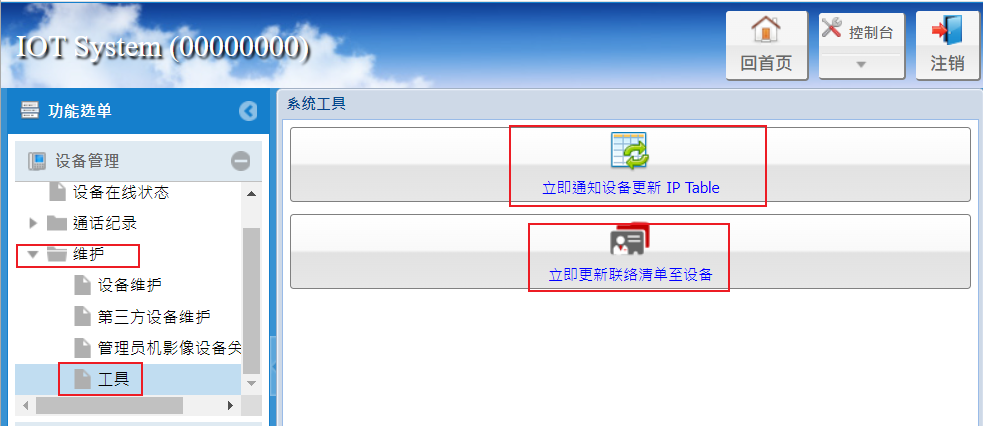 IOT System (00000000)
回首页
控制台
注销
功能选单
系统工具
设备管理
设备在线状态
通话纪录
维护
设备维护
第三方设备维护
管理员机影像设备关
工具
立即通知设备更新 IP Table
立即更新联络清单至设备